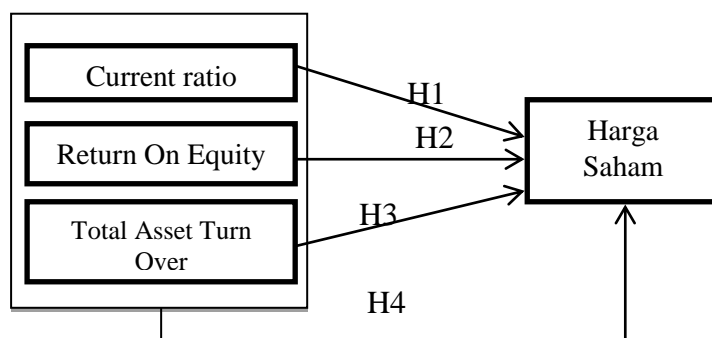 Current ratio
H1
Return On Equity
H2
Harga
Saham
Total Asset Turn
Over
H3
H4